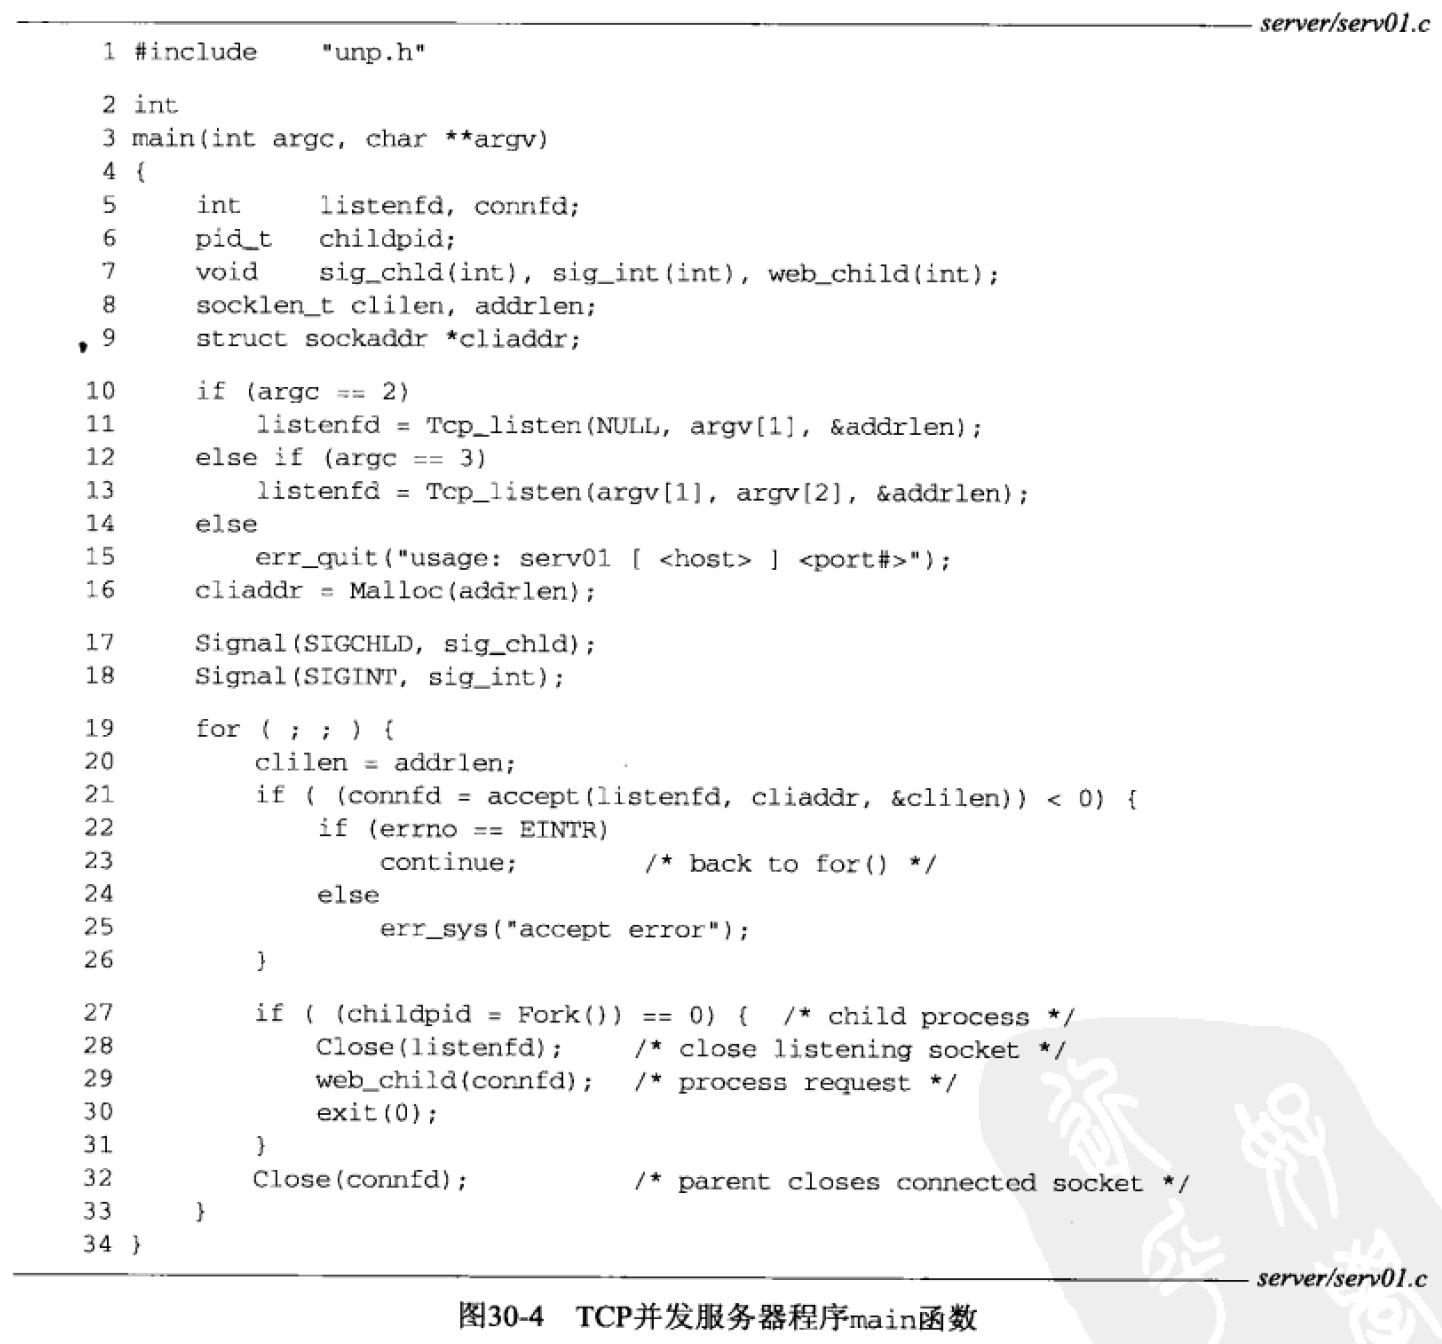 server/serv01.c
1 #include    "unp.h"
2 int
3 main(int argc, char **argv)
4 {
5     int     listenfd, connfd;
6     pid_t   childpid;
7     void    sig_chld(int), sig_int(int), web_child(int);
8     socklen_t clilen, addrlen;
9     struct sockaddr *cliaddr;
10     if (argc == 2)
11         listenfd = Tcp_listen(NULL, argv[1], &addrlen);
12     else if (argc == 3)
13         listenfd = Tcp_listen(argv[1], argv[2], &addrlen);
14     else
15         err_quit("usage: serv01 [ <host> ] <port#>");
16     cliaddr = Malloc(addrlen);
17     Signal(SIGCHLD, sig_chld);
18     Signal(SIGINT, sig_int);
19     for ( ; ; ) {
20         clilen = addrlen;
21         if ( (connfd = accept(listenfd, cliaddr, &clilen)) < 0) {
22             if (errno == EINTR)
23                 continue;        /* back to for() */
24             else
25                 err_sys("accept error");
26         }
27         if ( (childpid = Fork()) == 0) {  /* child process */
28             Close(listenfd);     /* close listening socket */
29             web_child(connfd);   /* process request */
30             exit(0);
31         }
32         Close(connfd);           /* parent closes connected socket */
33     }
34 }
server/serv01.c
图30-4 TCP并发服务器程序main函数